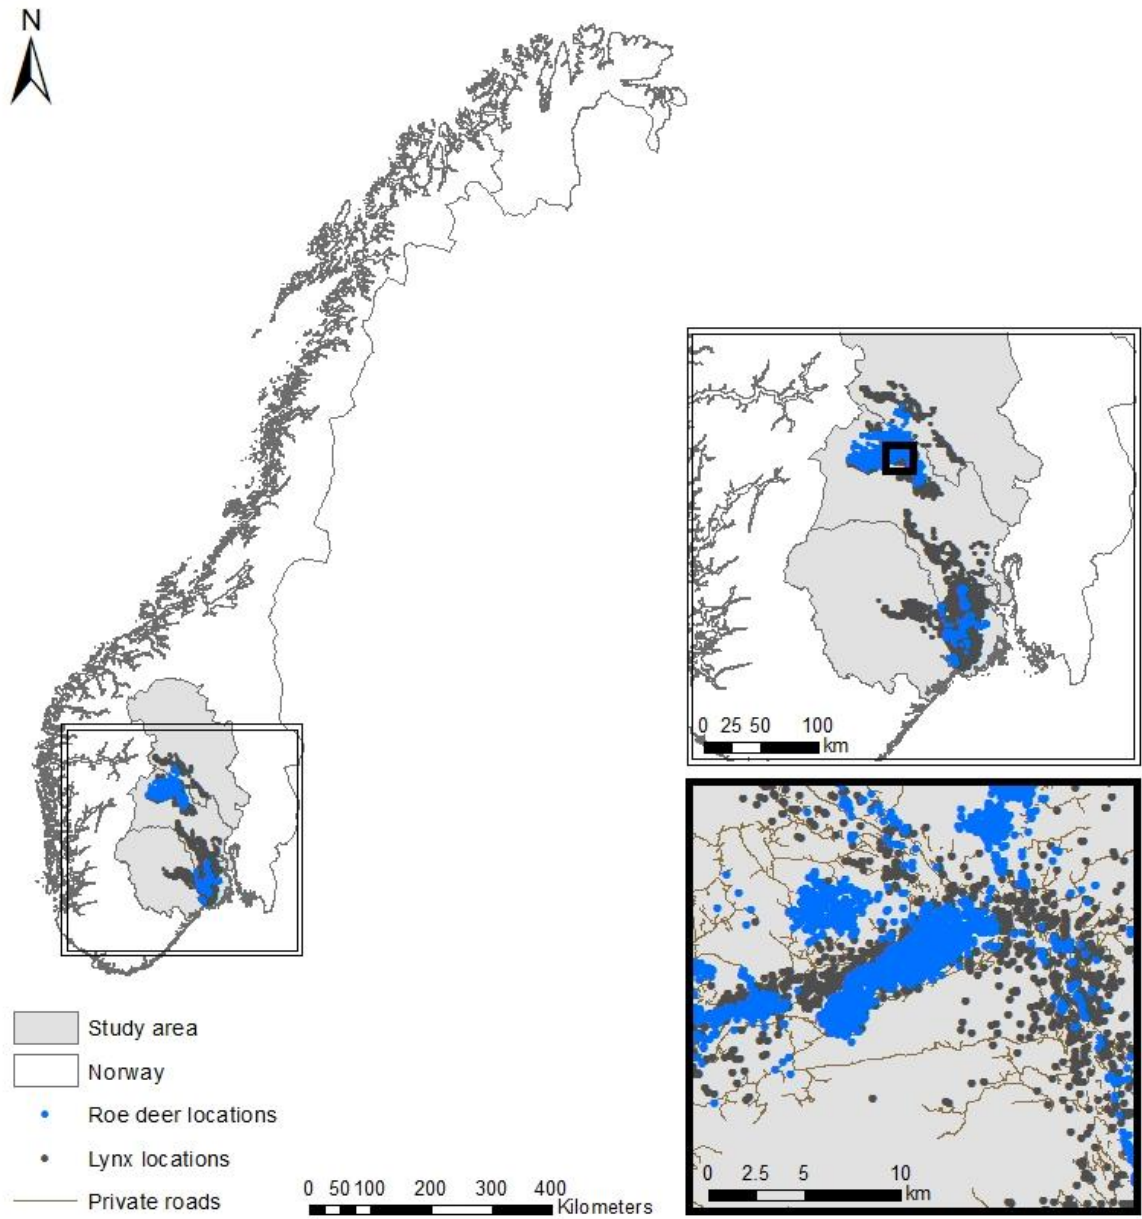 N
0 25 50 100
km
0 2.5 5 10
km
Study area
Norway
Roe deer locations
Lynx locations
Private roads
0 50 100 200 300 400
Kilometers